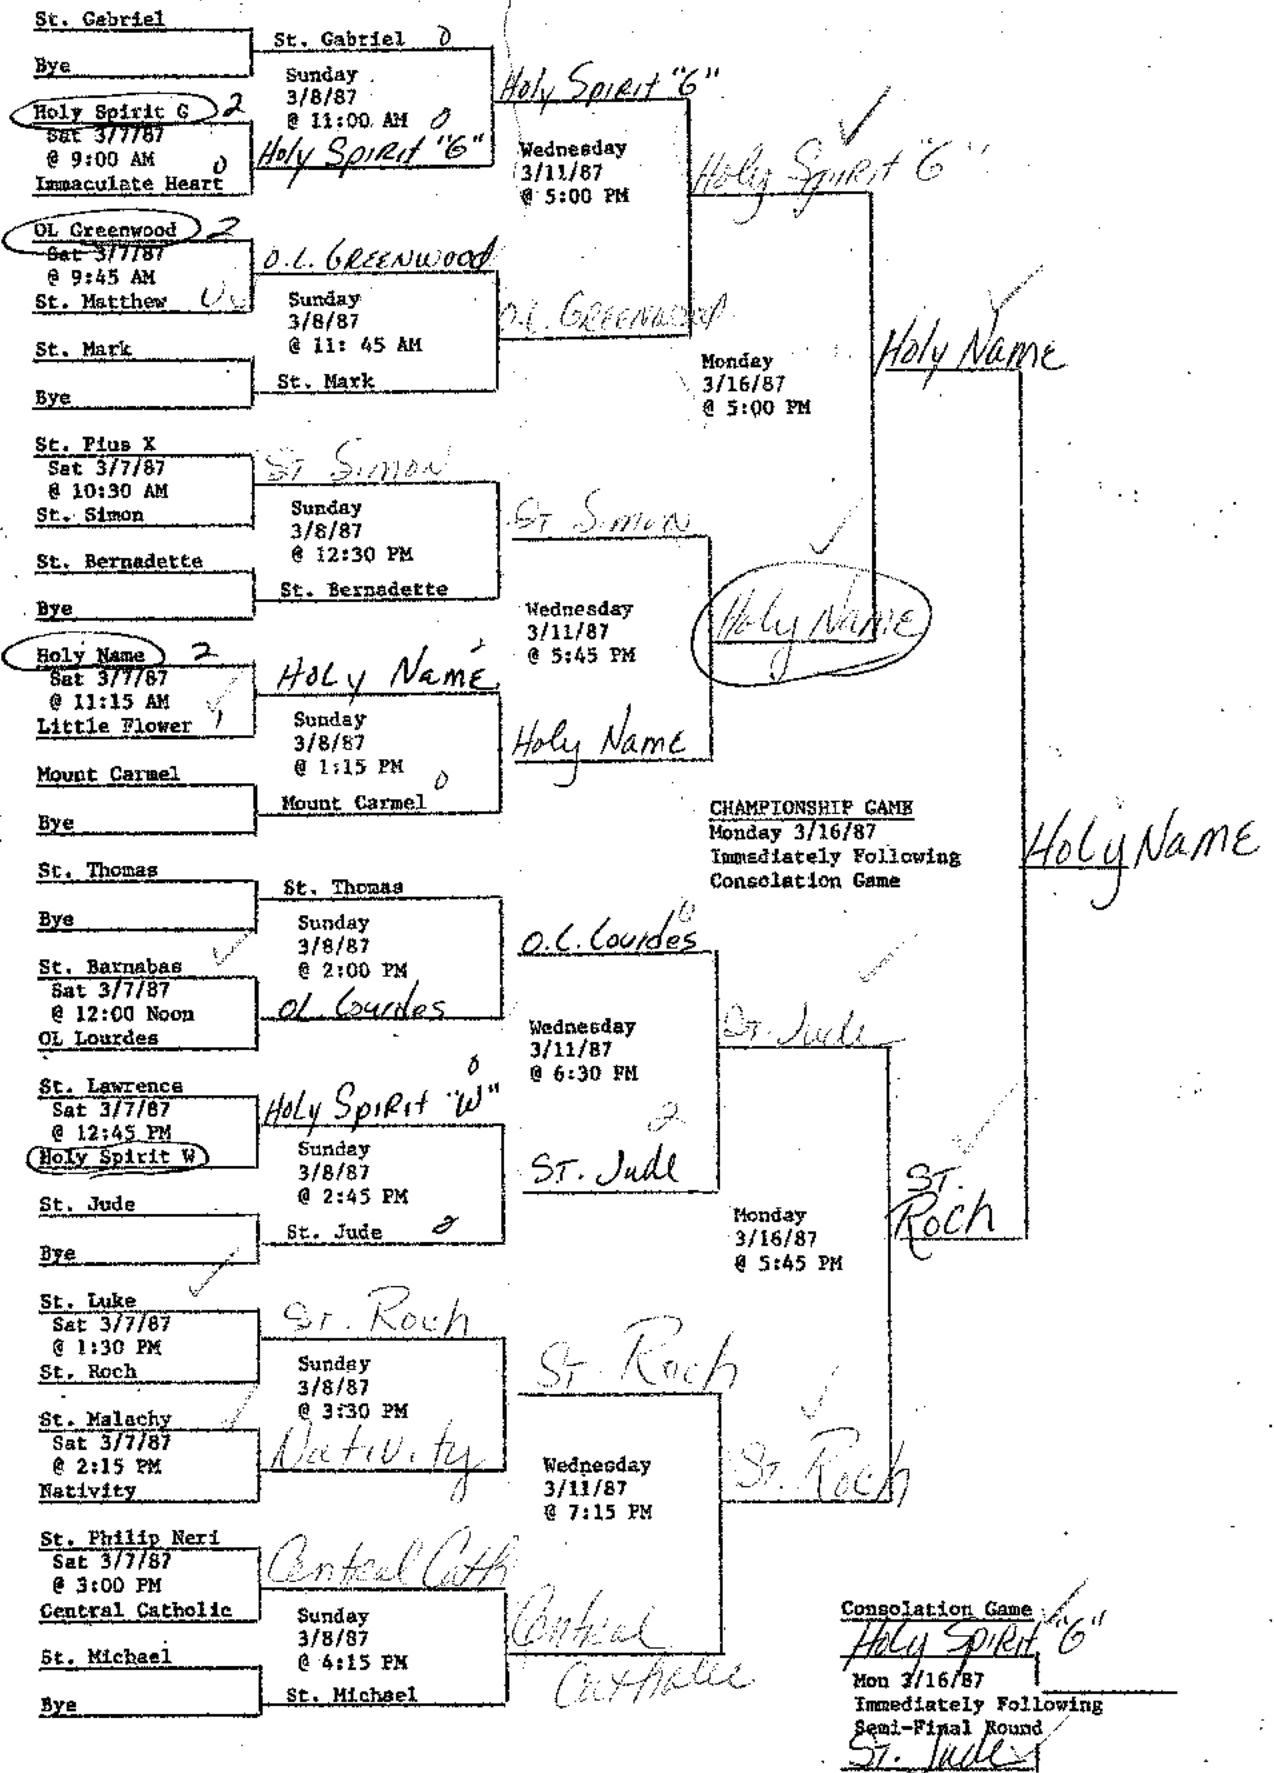 St. Gabriel
Bye
St. Gabriel 0
Sunday
3/8/87
@ 11:00 AM 0
Holy Spirit G 2
Sat 3/7/87
@ 9:00 AM
0
Immaculate Heart
Holy Spirit "G"
Holy Spirit "G"
Wednesday
3/11/87
@ 5:00 PM
OL Greenwood 2
Sat 3/7/87
@ 9:45 AM
St. Matthew
O.L. Greenwood
Sunday
3/8/87
@ 11: 45 AM
St. Mark
Bye
St. Mark
O.L. Greenwood
Holy Spirit "G"
Monday
3/16/87
@ 5:00 PM
Holy Name
St. Pius X
Sat 3/7/87
@ 10:30 AM
St. Simon
St Simon
Sunday
3/8/87
@ 12:30 PM
St. Bernadette
Bye
St. Bernadette
St Simon
Wednesday
3/11/87
@ 5:45 PM
Holy Name
Holy Name 2
Sat 3/7/87
@ 11:15 AM
Little Flower 1
Holy Name
Sunday
3/8/87
@ 1:15 PM
0
Mount Carmel
Bye
Mount Carmel
Holy Name
CHAMPIONSHIP GAME
Monday 3/16/87
Immediately Following
Consolation Game
Holy Name
St. Thomas
Bye
St. Thomas
Sunday
3/8/87
@ 2:00 PM
St. Barnabas
Sat 3/7/87
@ 12:00 Noon
OL Lourdes
OL Lourdes
0
O.L. Lourdes
Wednesday
3/11/87
@ 6:30 PM
2
St. Jude
St. Jude
St. Lawrence
Sat 3/7/87
@ 12:45 PM
Holy Spirit W
0
Holy Spirit "W"
Sunday
3/8/87
@ 2:45 PM
St. Jude
Bye
St. Jude 2
Monday
3/16/87
@ 5:45 PM
St.
Roch
St. Luke
Sat 3/7/87
@ 1:30 PM
St. Roch
St. Roch
Sunday
3/8/87
@ 3:30 PM
St. Malachy
Sat 3/7/87
@ 2:15 PM
Nativity
Nativity
St. Roch
Wednesday
3/11/87
@ 7:15 PM
St. Roch
St. Philip Neri
Sat 3/7/87
@ 3:00 PM
Central Catholic
Central Cath
Sunday
3/8/87
@ 4:15 PM
St. Michael
Bye
St. Michael
Central
Catholic
Consolation Game
Holy Spirit "G"
Mon 3/16/87
Immediately Following
Semi-Final Round
St. Jude